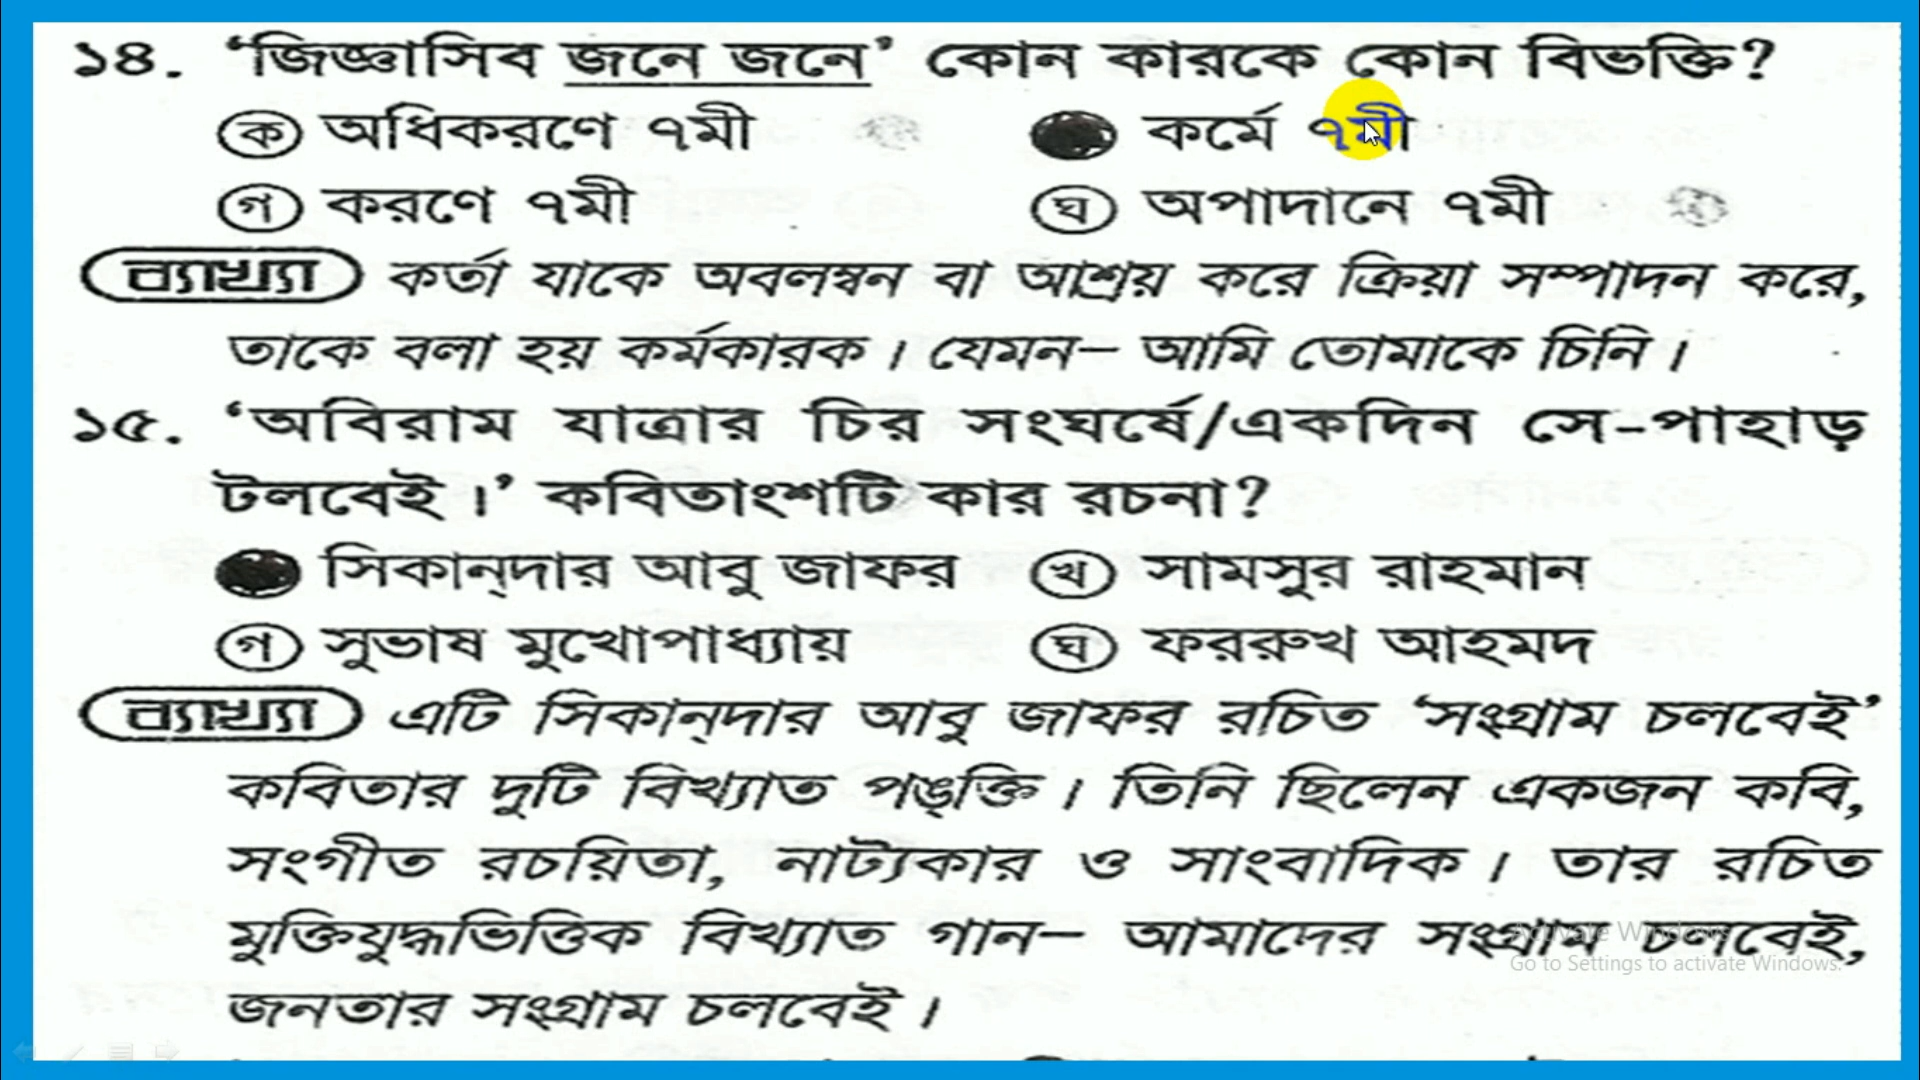 ১৪. ‘জিজ্ঞাসিব জনে জনে’ কোন কারকে কোন বিভক্তি?
ক অধিকরণে ৭মী কর্মে ৭মী
গ করণে ৭মী ঘ অপাদানে ৭মী
ব্যাখ্যা কর্তা যাকে অবলম্বন বা আশ্রয় করে ক্রিয়া সম্পাদন করে,
তাকে বলা হয় কর্মকারক। যেমন– আমি তোমাকে চিনি।
১৫. ‘অবিরাম যাত্রার চির সংঘর্ষে/একদিন সে-পাহাড়
টলবেই।’ কবিতাংশটি কার রচনা?
সিকান্‌দার আবু জাফর খ সামসুর রাহমান
গ সুভাষ মুখোপাধ্যায় ঘ ফররুখ আহমদ
ব্যাখ্যা এটি সিকান্‌দার আবু জাফর রচিত ‘সংগ্রাম চলবেই’
কবিতার দুটি বিখ্যাত পঙ্‌ক্তি। তিনি ছিলেন একজন কবি,
সংগীত রচয়িতা, নাট্যকার ও সাংবাদিক। তার রচিত
মুক্তিযুদ্ধভিত্তিক বিখ্যাত গান– আমাদের সংগ্রাম চলবেই,
জনতার সংগ্রাম চলবেই।
Activate Windows
Go to Settings to activate Windows.